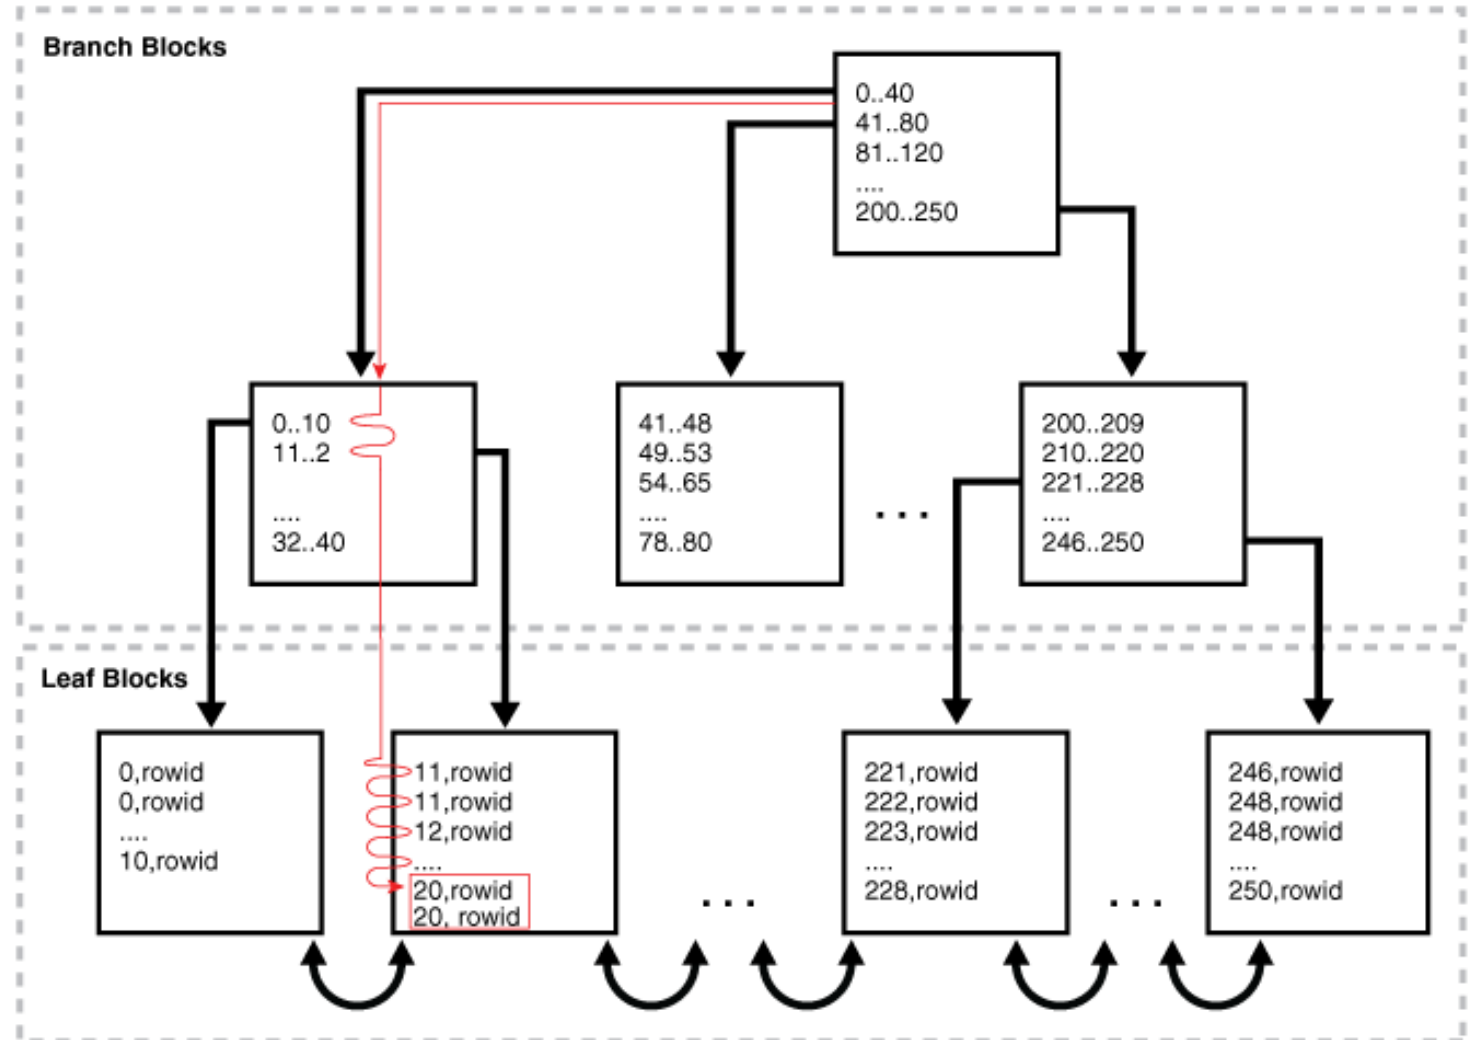 Branch Blocks
0..40
41..80
81..120
....
200..250
0..10
11..2
....
32..40
41..48
49..53
54..65
....
78..80
...
200..209
210..220
221..228
....
246..250
Leaf Blocks
0,rowid
0,rowid
....
10,rowid
11,rowid
11,rowid
12,rowid
....
20,rowid
20, rowid
...
221,rowid
222,rowid
223,rowid
....
228,rowid
...
246,rowid
248,rowid
248,rowid
....
250,rowid